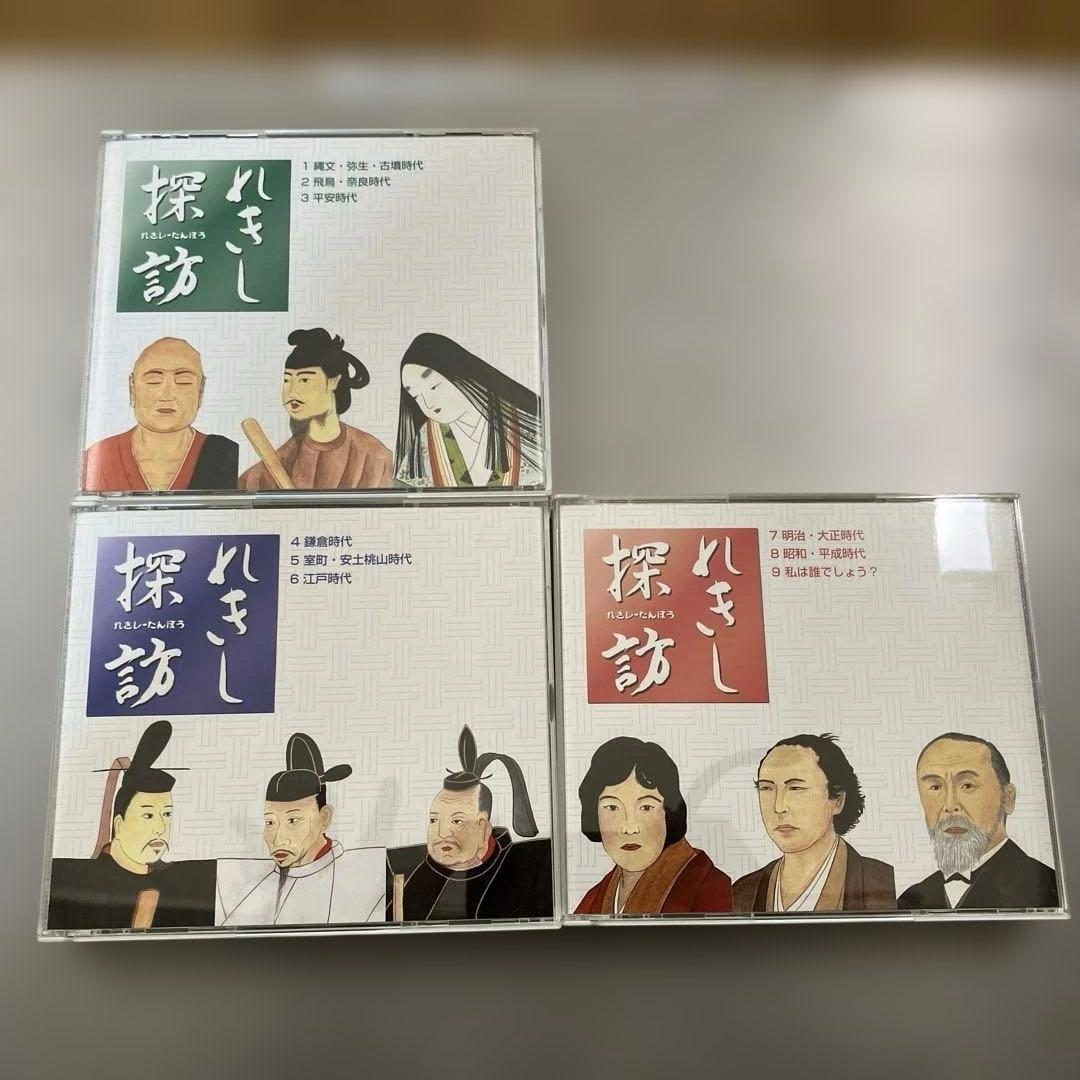 れきし
探訪
れきしーたんぼう
1 縄文・弥生・古墳時代
2 飛鳥・奈良時代
3 平安時代
れきし
探訪
れきしーたんぼう
4 鎌倉時代
5 室町・安土桃山時代
6 江戸時代
れきし
探訪
れきしーたんぼう
7 明治・大正時代
8 昭和・平成時代
9 私は誰でしょう？